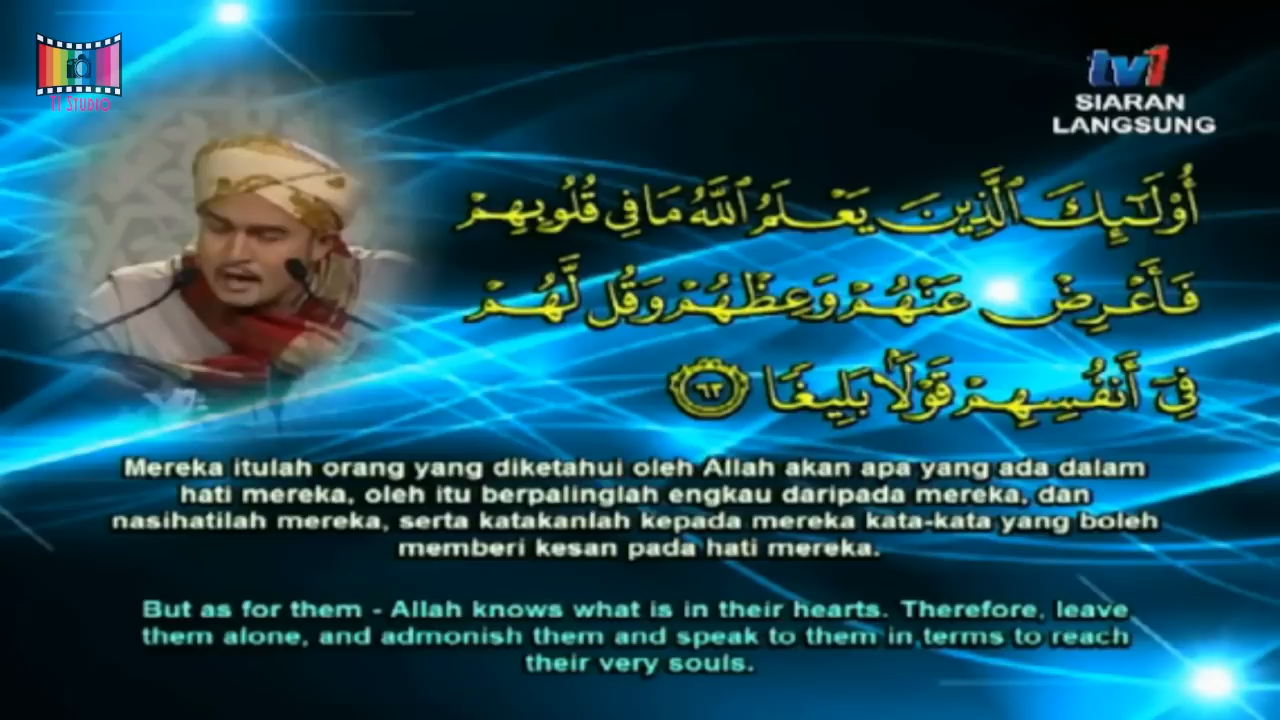 TI STUDIO
tv1
SIARAN
LANGSUNG
أُوْلَٰٓئِكَ ٱلَّذِينَ يَعْلَمُ ٱللَّهُ مَا فِى قُلُوبِهِمْ
فَأَعْرِضْ عَنْهُمْ وَعِظْهُمْ وَقُل لَّهُمْ
فِىٓ أَنفُسِهِمْ قَوْلَۢا بَلِيغًا ٦٣
Mereka itulah orang yang diketahui oleh Allah akan apa yang ada dalam
hati mereka, oleh itu berpalinglah engkau daripada mereka, dan
nasihatilah mereka, serta katakanlah kepada mereka kata-kata yang boleh
memberi kesan pada hati mereka.
But as for them - Allah knows what is in their hearts. Therefore, leave
them alone, and admonish them and speak to them in terms to reach
their very souls.